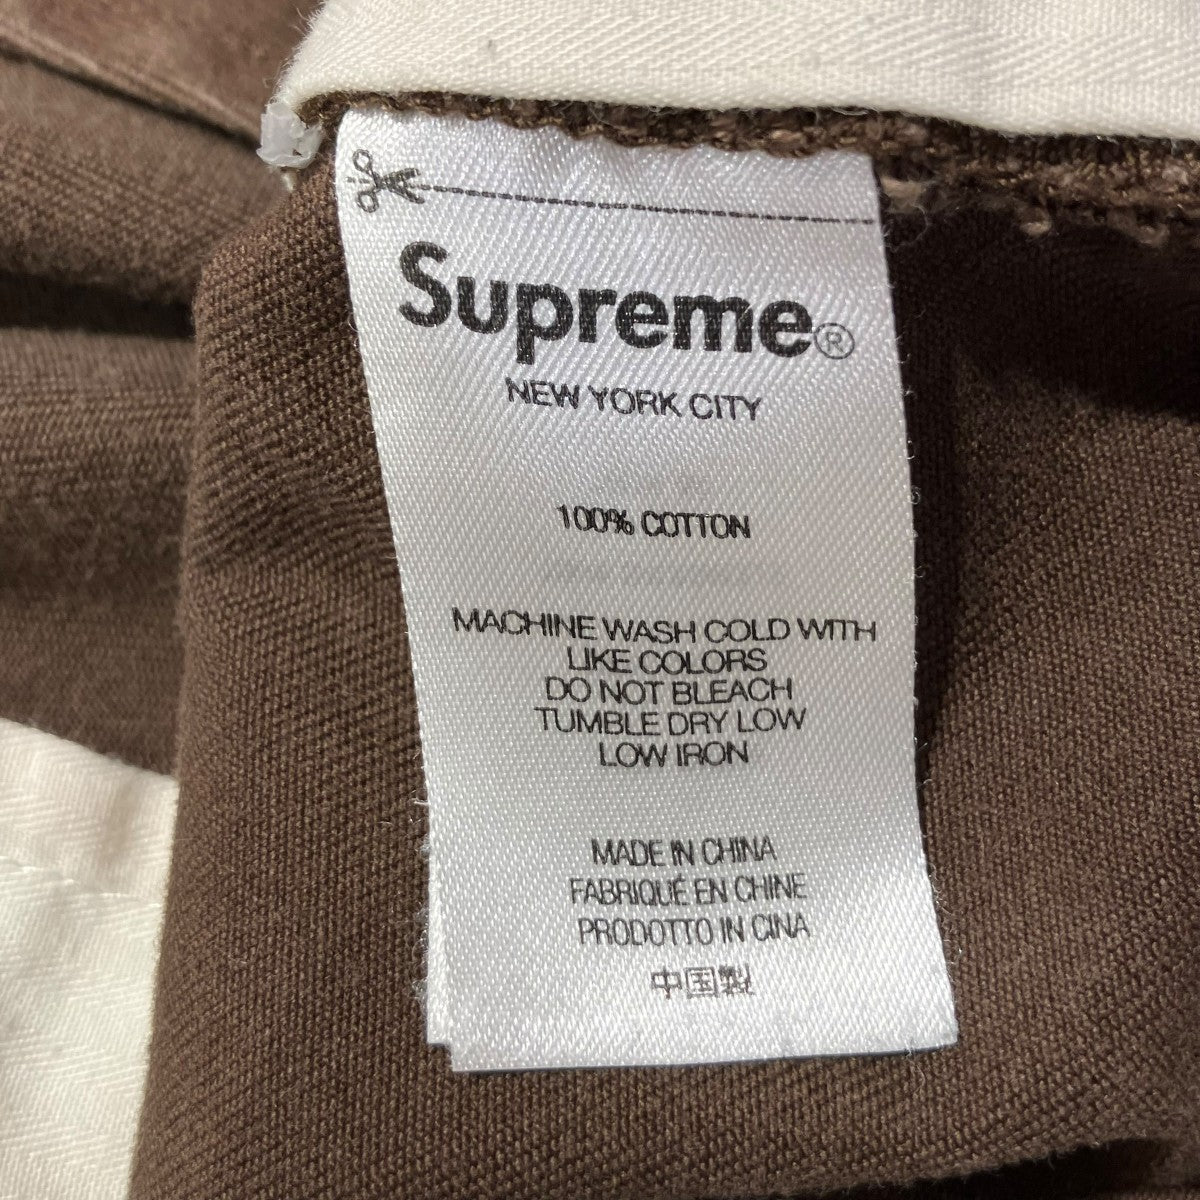 Supreme®
NEW YORK CITY
100% COTTON
MACHINE WASH COLD WITH
LIKE COLORS
DO NOT BLEACH
TUMBLE DRY LOW
LOW IRON
MADE IN CHINA
FABRIQUÉ EN CHINE
PRODOTTO IN CINA
中国製